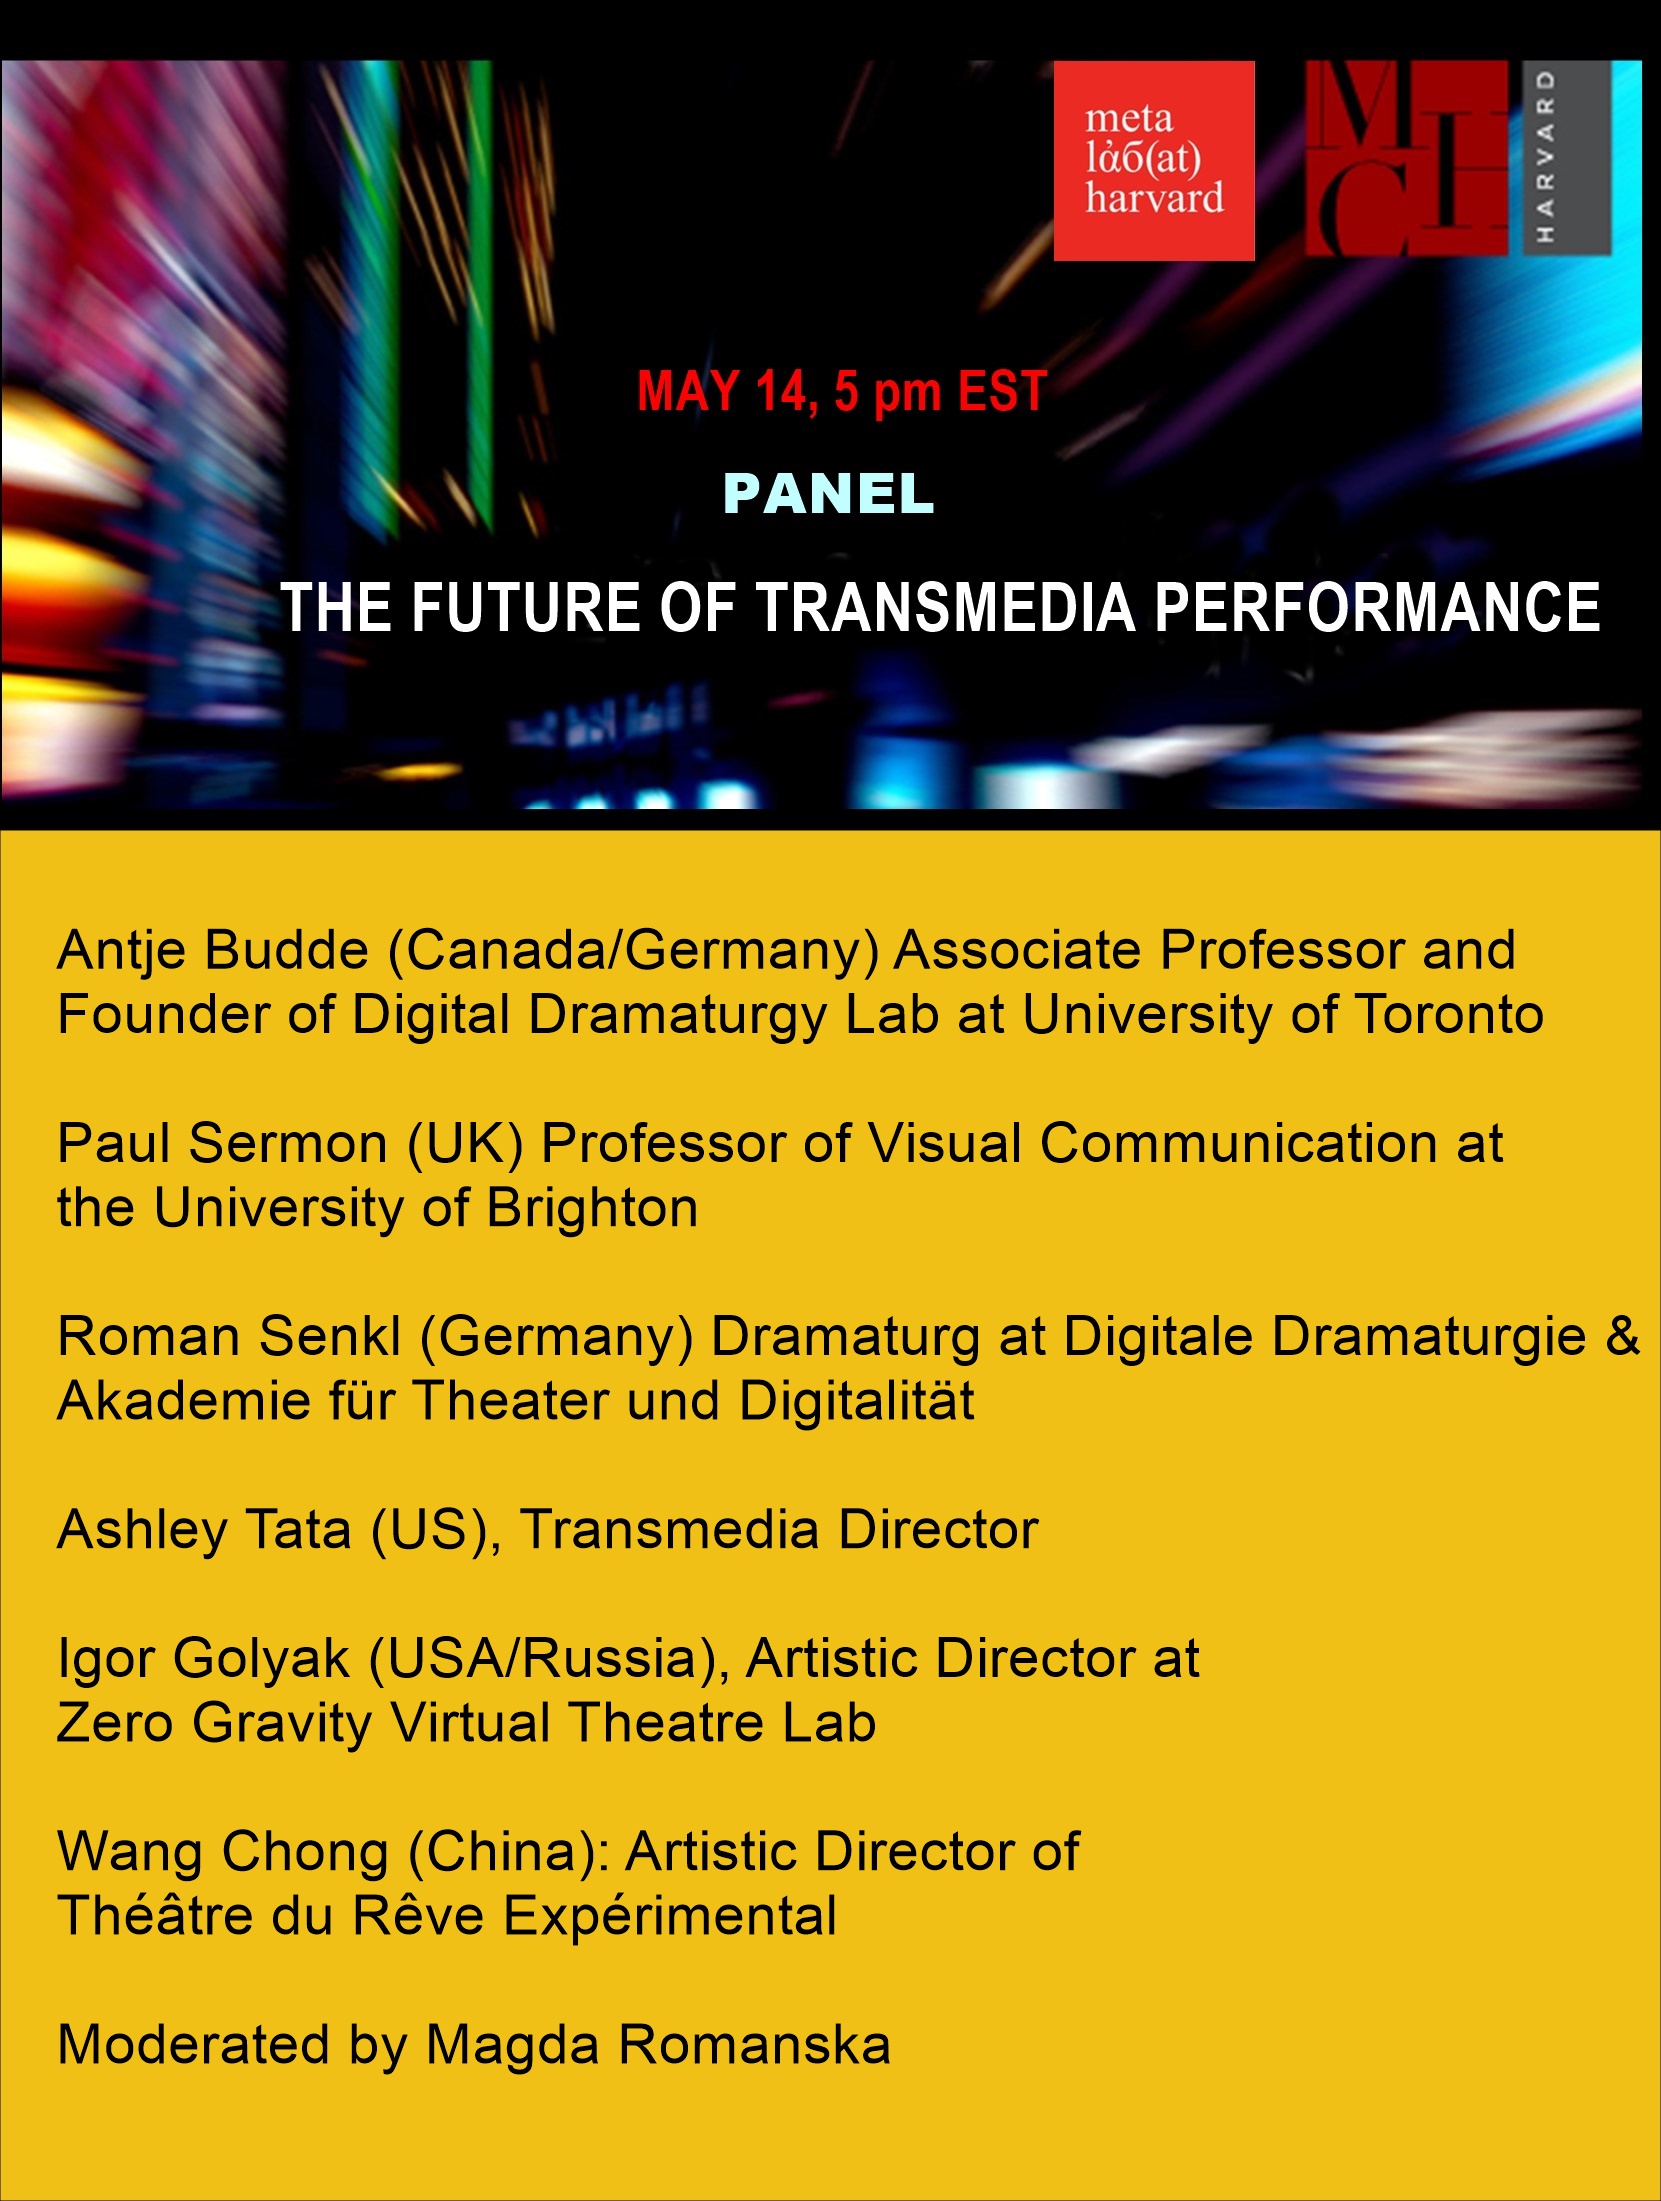 meta
lἀб(at)
harvard
M
H
C
HARVARD
MAY 14, 5 pm EST
PANEL
THE FUTURE OF TRANSMEDIA PERFORMANCE
Antje Budde (Canada/Germany) Associate Professor and
Founder of Digital Dramaturgy Lab at University of Toronto
Paul Sermon (UK) Professor of Visual Communication at
the University of Brighton
Roman Senkl (Germany) Dramaturg at Digitale Dramaturgie &
Akademie für Theater und Digitalität
Ashley Tata (US), Transmedia Director
Igor Golyak (USA/Russia), Artistic Director at
Zero Gravity Virtual Theatre Lab
Wang Chong (China): Artistic Director of
Théâtre du Rêve Expérimental
Moderated by Magda Romanska